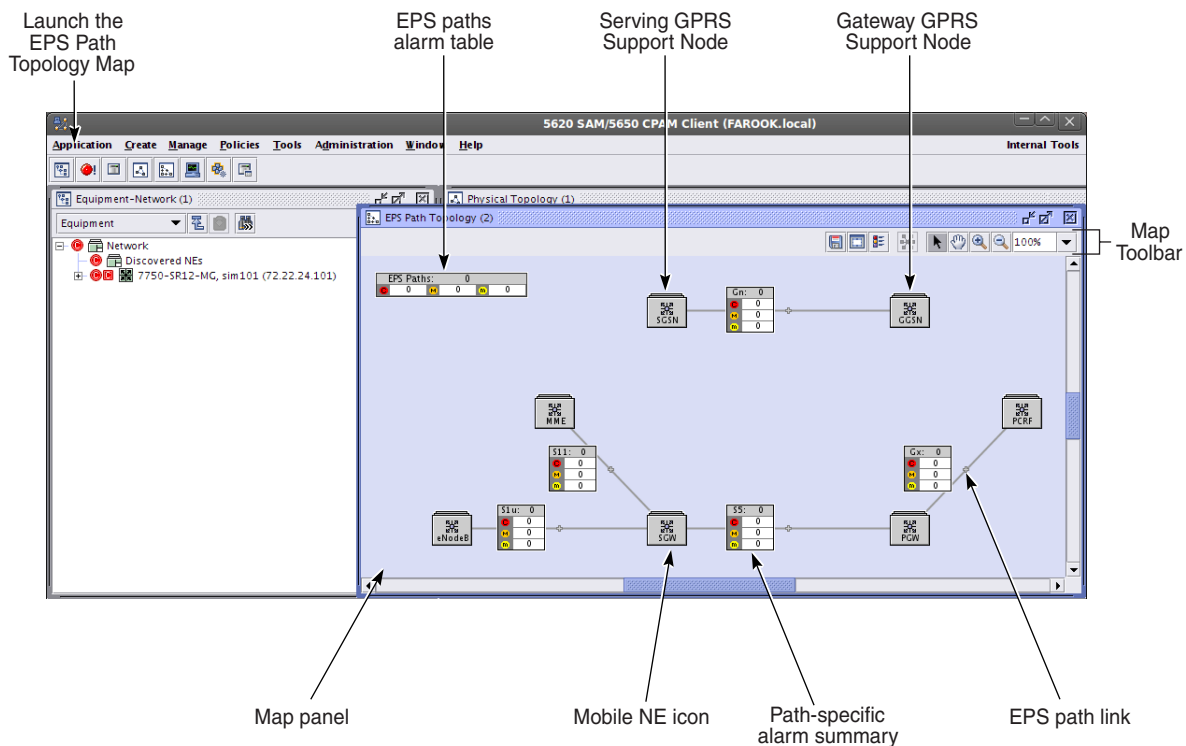 Launch the
EPS Path
Topology Map
EPS paths
alarm table
Serving GPRS
Support Node
Gateway GPRS
Support Node
5620 SAM/5650 CPAM Client (FAROOK.local)
Application Create Manage Policies Tools Administration Window Help Internal Tools
Equipment-Network (1)
Physical Topology (1)
Equipment
EPS Path Topology (2)
Map
Toolbar
100%
Network
Discovered NEs
7750-SR12-MG, sim101 (72.22.24.101)
EPS Paths: 0
C 0 M 0 m 0
SGSN
Gn: 0
C 0
M 0
m 0
GGSN
MME
PCRF
S11: 0
C 0
M 0
m 0
Gx: 0
C 0
M 0
m 0
eNodeB
S1u: 0
C 0
M 0
m 0
SGW
S5: 0
C 0
M 0
m 0
PGW
Map panel
Mobile NE icon
Path-specific
alarm summary
EPS path link